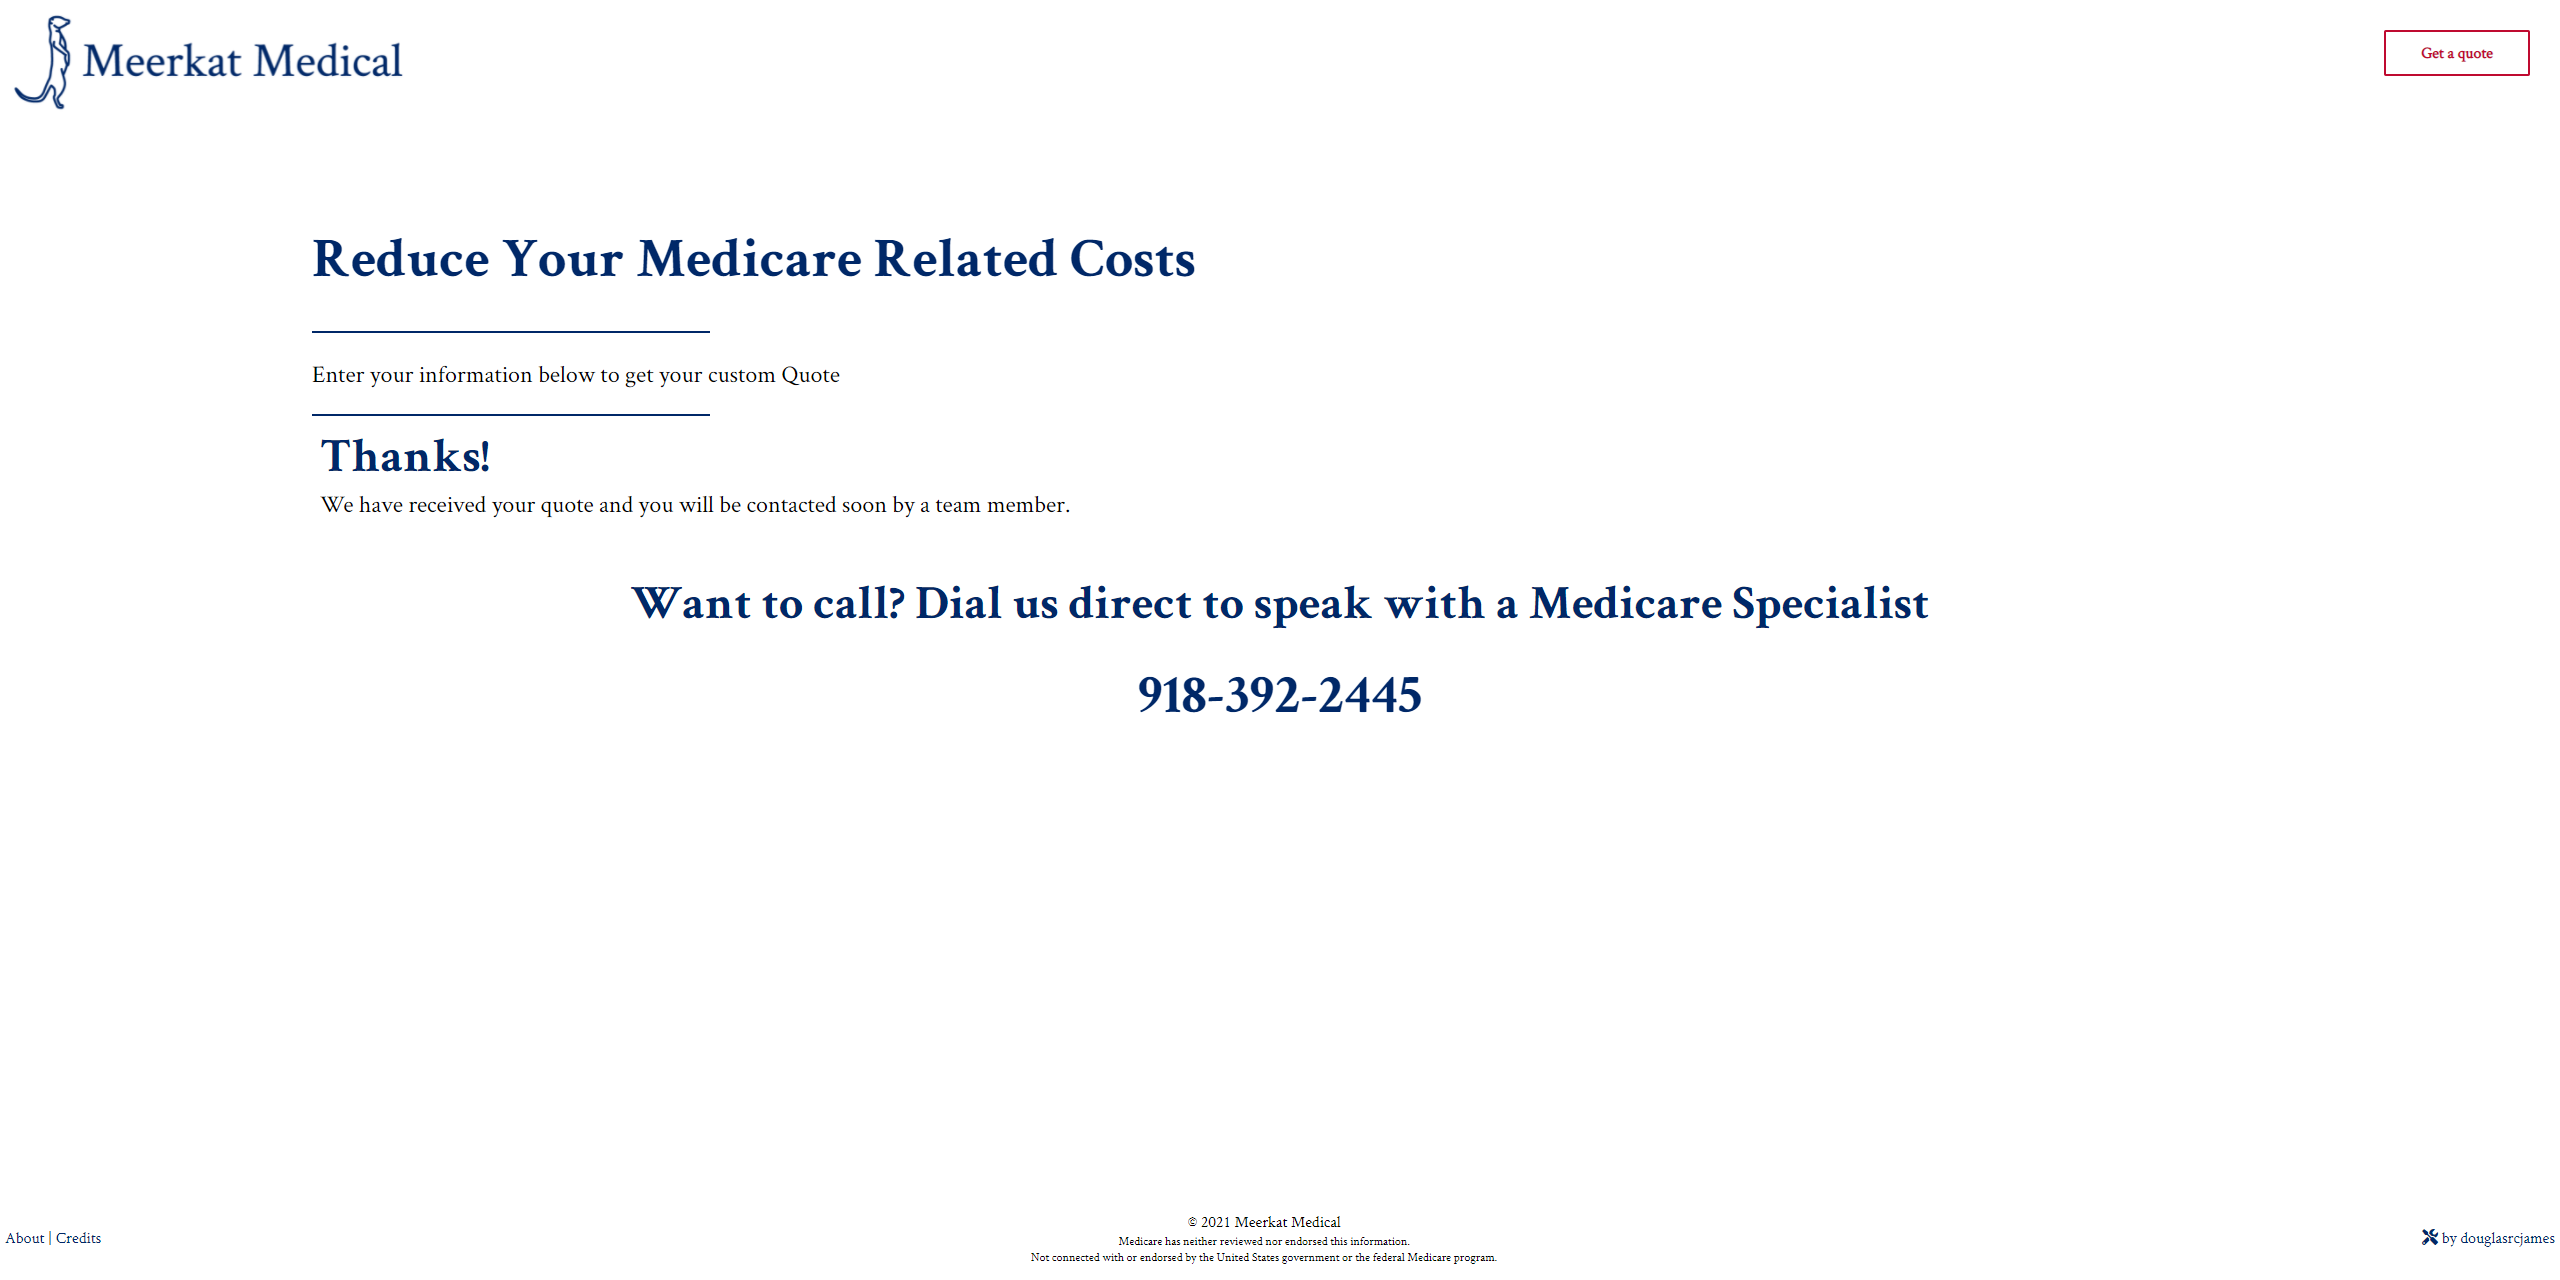 Meerkat Medical
Get a quote
Reduce Your Medicare Related Costs
Enter your information below to get your custom Quote
Thanks!
We have received your quote and you will be contacted soon by a team member.
Want to call? Dial us direct to speak with a Medicare Specialist
918-392-2445
About | Credits
© 2021 Meerkat Medical
Medicare has neither reviewed nor endorsed this information.
Not connected with or endorsed by the United States government or the federal Medicare program.
by douglasrcjames